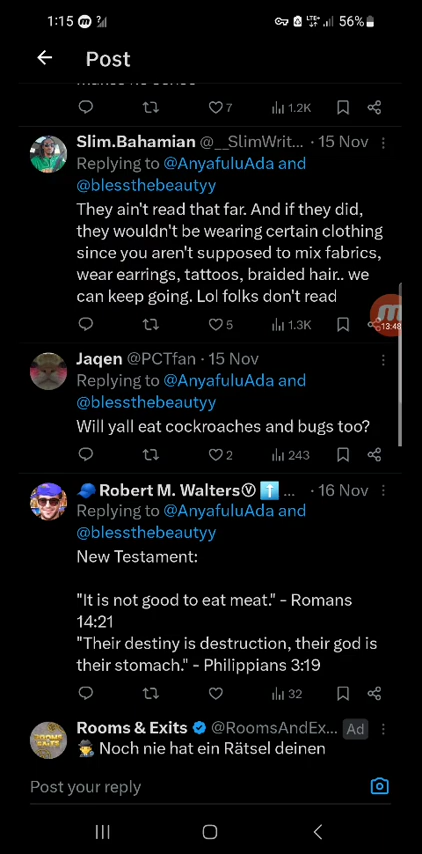 1:15 56%
Post
7 1.2K
Slim.Bahamian @__SlimWrit... · 15 Nov
Replying to @AnyafuluAda and
@blessthebeautyy
They ain't read that far. And if they did,
they wouldn't be wearing certain clothing
since you aren't supposed to mix fabrics,
wear earrings, tattoos, braided hair.. we
can keep going. Lol folks don't read
5 1.3K
13:48
Jaqen @PCTfan · 15 Nov
Replying to @AnyafuluAda and
@blessthebeautyy
Will yall eat cockroaches and bugs too?
2 243
🧢 Robert M. WaltersⓋ ... · 16 Nov
Replying to @AnyafuluAda and
@blessthebeautyy
New Testament:
"It is not good to eat meat." - Romans
14:21
"Their destiny is destruction, their god is
their stomach." - Philippians 3:19
32
Rooms & Exits @RoomsAndEx... Ad
Noch nie hat ein Rätsel deinen
Post your reply